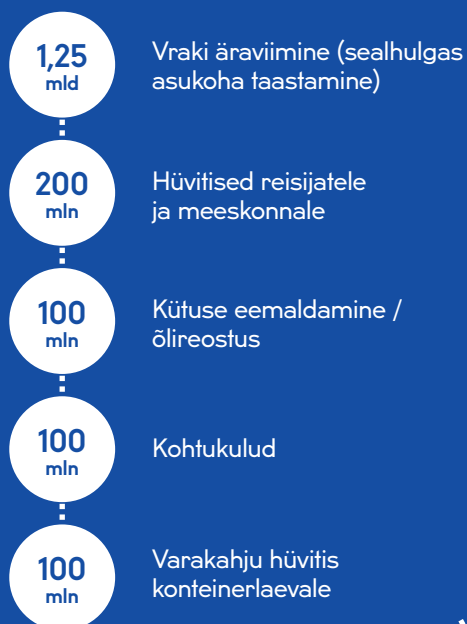 1,25
mld
Vraki äraviimine (sealhulgas
asukoha taastamine)
200
mln
Hüvitised reisijatele
ja meeskonnale
100
mln
Kütuse eemaldamine /
õlireostus
100
mln
Kohtukulud
100
mln
Varakahju hüvitis
konteinerlaevale